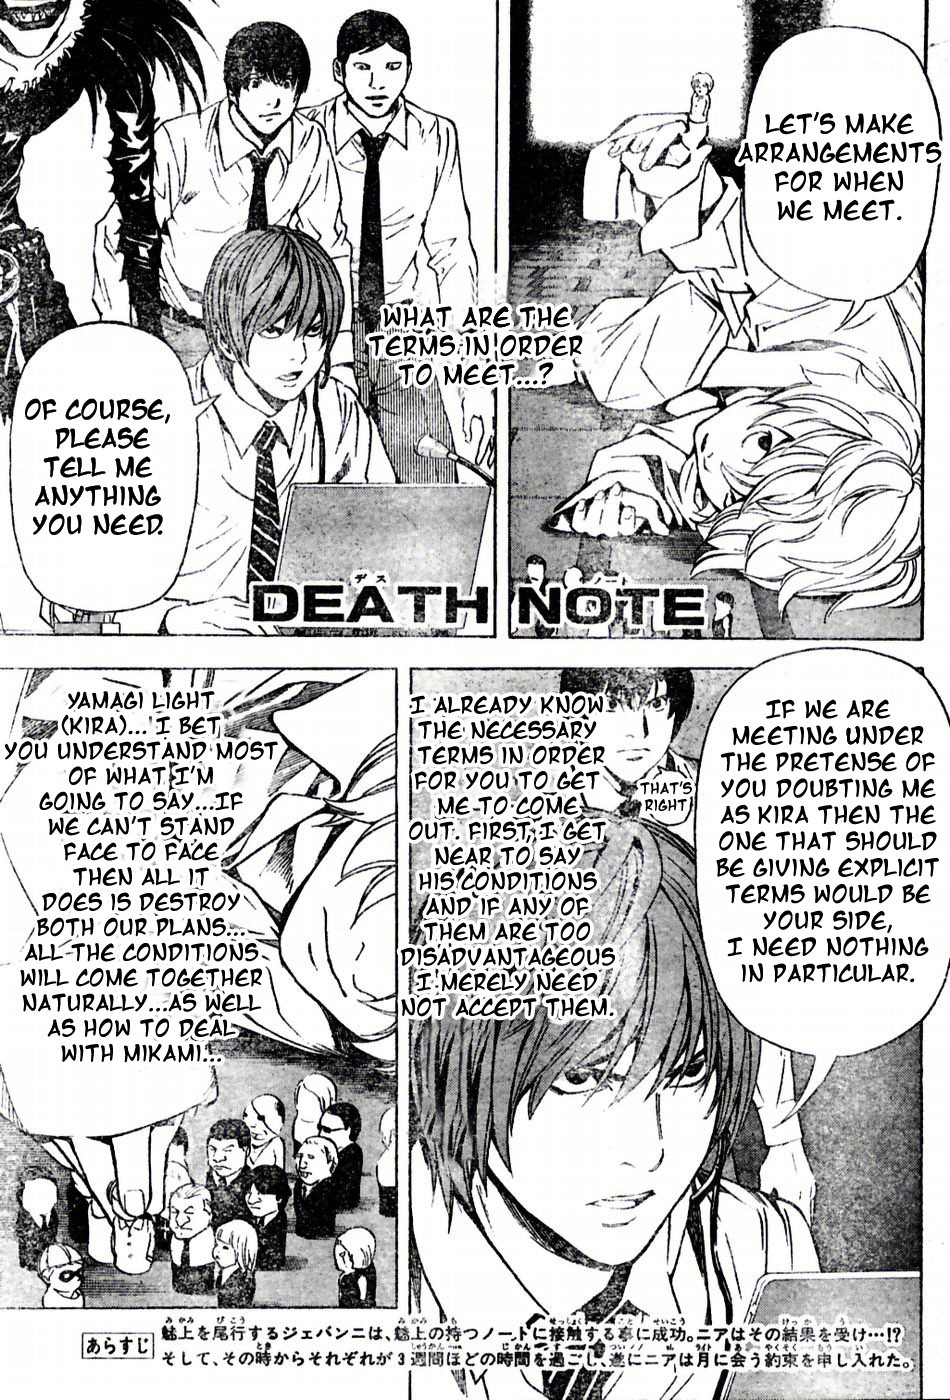 LET'S MAKE
ARRANGEMENTS
FOR WHEN
WE MEET.
WHAT ARE THE
TERMS IN ORDER
TO MEET...?
OF COURSE,
PLEASE
TELL ME
ANYTHING
YOU NEED.
デス ノート
DEATH NOTE
IF WE ARE
MEETING UNDER
THE PRETENSE OF
YOU DOUBTING ME
AS KIRA THEN THE
ONE THAT SHOULD
BE GIVING EXPLICIT
TERMS WOULD BE
YOUR SIDE,
I NEED NOTHING
IN PARTICULAR.
THAT'S
RIGHT
I ALREADY KNOW
THE NECESSARY
TERMS IN ORDER
FOR YOU TO GET
ME TO COME
OUT. FIRST, I GET
NEAR TO SAY
HIS CONDITIONS
AND IF ANY OF
THEM ARE TOO
DISADVANTAGEOUS
I MERELY NEED
NOT ACCEPT THEM.
YAMAGI LIGHT
(KIRA)... I BET
YOU UNDERSTAND MOST
OF WHAT I'M
GOING TO SAY...IF
WE CAN'T STAND
FACE TO FACE
THEN ALL IT
DOES IS DESTROY
BOTH OUR PLANS...
ALL THE CONDITIONS
WILL COME TOGETHER
NATURALLY...AS WELL
AS HOW TO DEAL
WITH MIKAMI...
あらすじ
魅上を尾行するジェバンニは、魅上の持つノートに接触する事に成功。ニアはその結果を受け…!?
そして、その時からそれぞれが3週間ほどの時間を過ごし、遂にニアは月に会う約束を申し入れた。